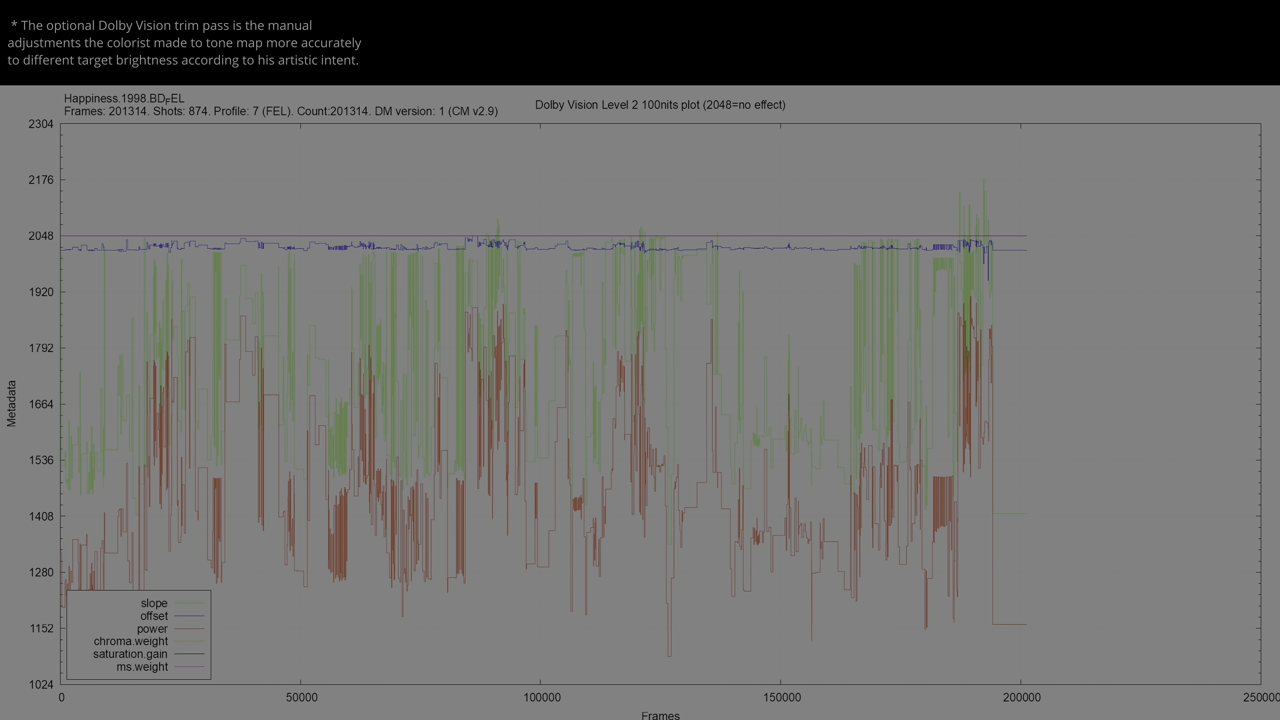 * The optional Dolby Vision trim pass is the manual
adjustments the colorist made to tone map more accurately
to different target brightness according to his artistic intent.
Happiness.1998.BDFEL
Frames: 201314. Shots: 874. Profile: 7 (FEL). Count:201314. DM version: 1 (CM v2.9)
Dolby Vision Level 2 100nits plot (2048=no effect)
2304
2176
2048
1920
1792
1664
1536
1408
1280
1152
1024
Metadata
slope
offset
power
chroma.weight
saturation.gain
ms.weight
0
50000
100000
150000
200000
250000
Frames